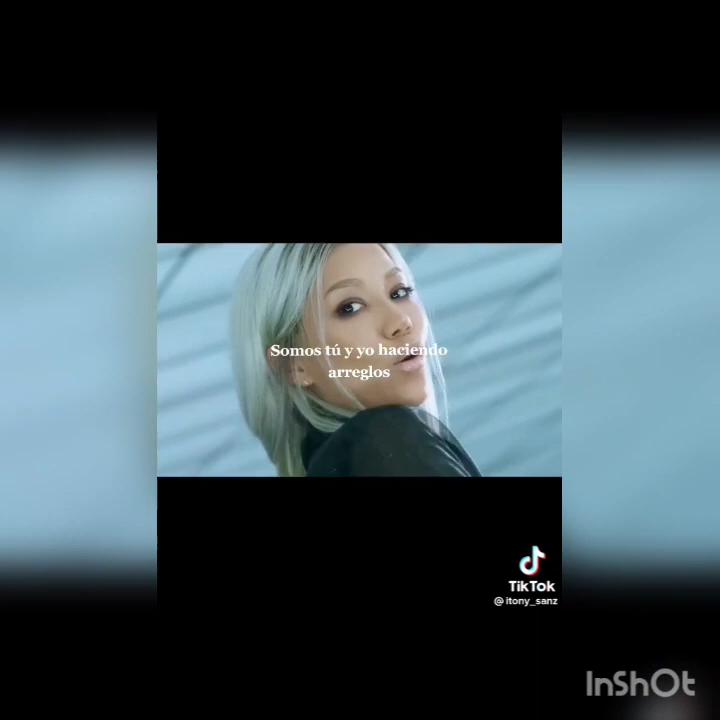 Somos tú y yo haciendo
arreglos
TikTok
@itony_sanz
InShOt